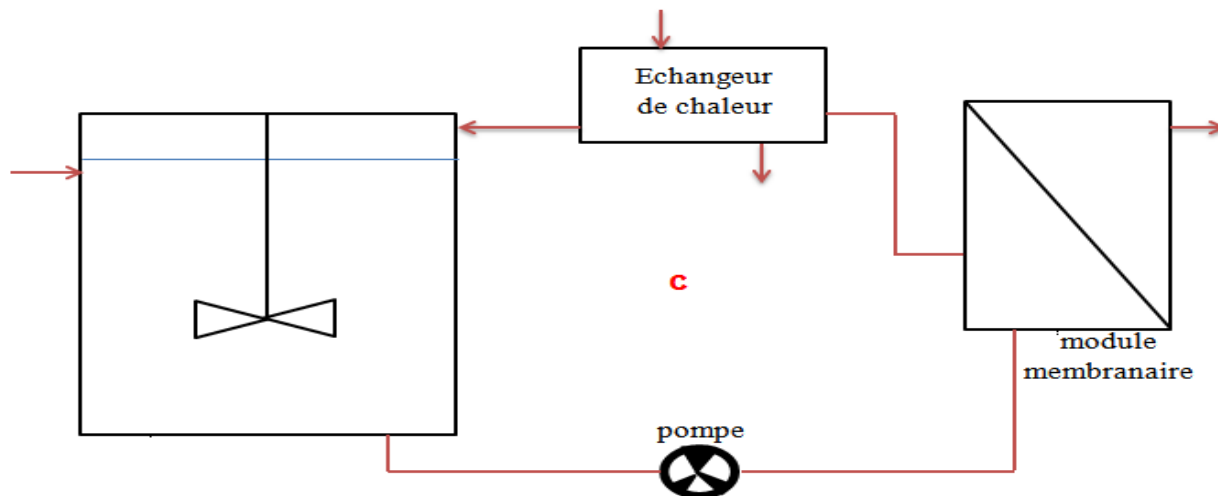 Echangeur
de chaleur
C
module
membranaire
pompe